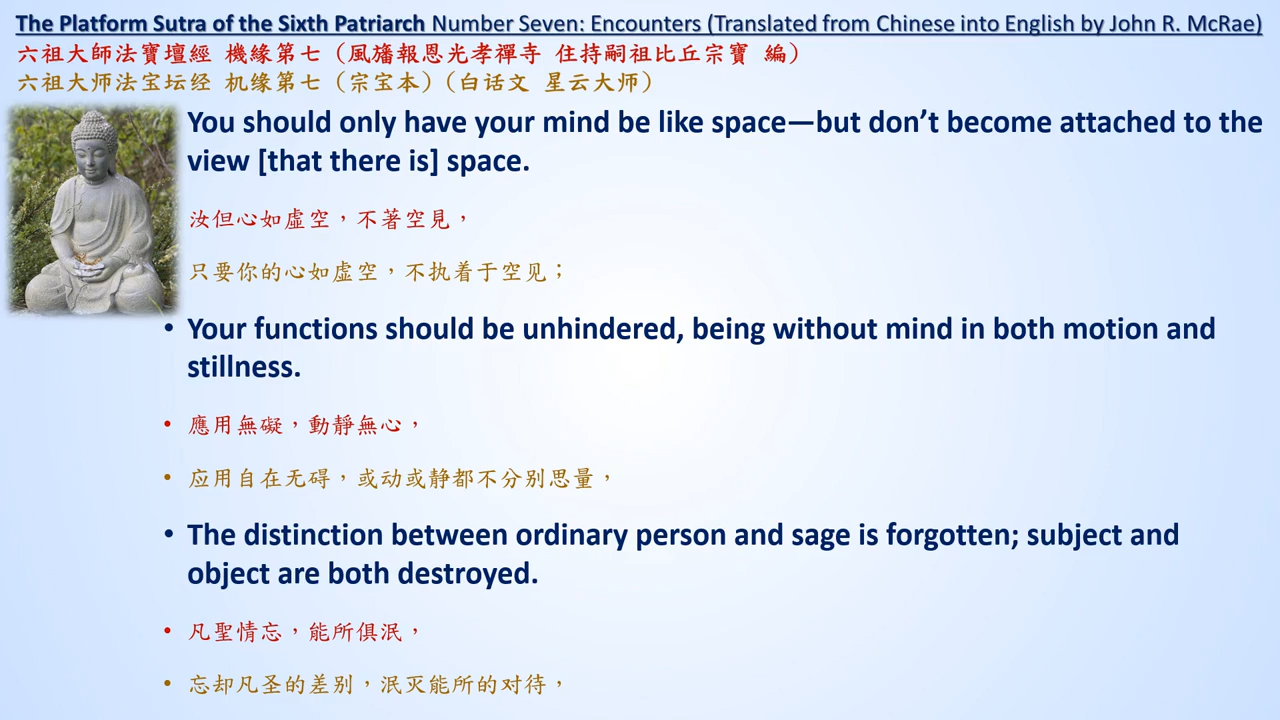 The Platform Sutra of the Sixth Patriarch Number Seven: Encounters (Translated from Chinese into English by John R. McRae)
六祖大師法寶壇經 機緣第七（風旛報恩光孝禪寺 住持嗣祖比丘宗寶 編）
六祖大师法宝坛经 机缘第七（宗宝本）（白话文 星云大师）
You should only have your mind be like space—but don’t become attached to the
view [that there is] space.
汝但心如虛空，不著空見，
只要你的心如虚空，不执着于空见；
• Your functions should be unhindered, being without mind in both motion and
stillness.
• 應用無礙，動靜無心，
• 应用自在无碍，或动或静都不分别思量，
• The distinction between ordinary person and sage is forgotten; subject and
object are both destroyed.
• 凡聖情忘，能所俱泯，
• 忘却凡圣的差别，泯灭能所的对待，